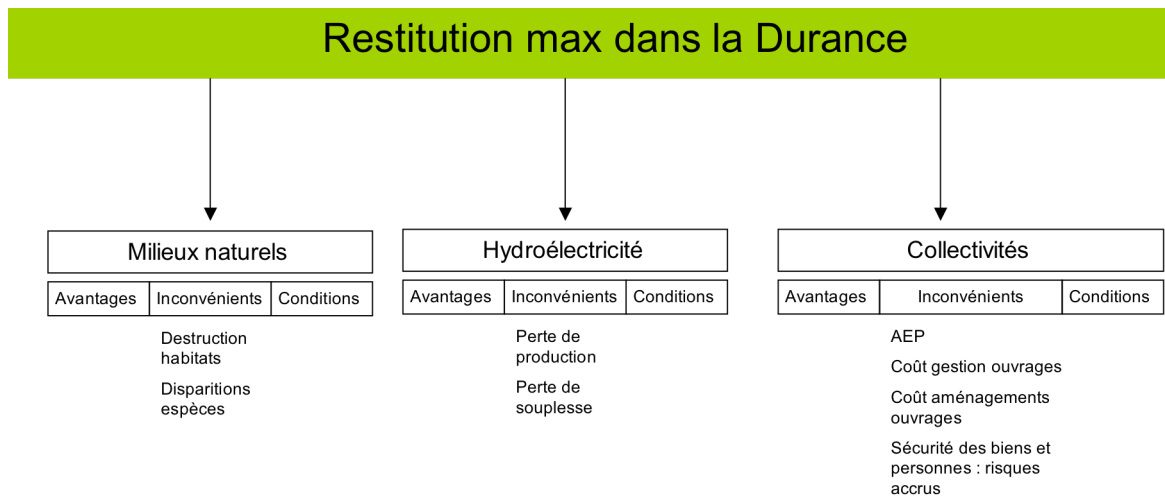 Restitution max dans la Durance
Milieux naturels
Avantages Inconvénients Conditions
Destruction
habitats
Disparitions
espèces
Hydroélectricité
Avantages Inconvénients Conditions
Perte de
production
Perte de
souplesse
Collectivités
Avantages Inconvénients Conditions
AEP
Coût gestion ouvrages
Coût aménagements
ouvrages
Sécurité des biens et
personnes : risques
accrus